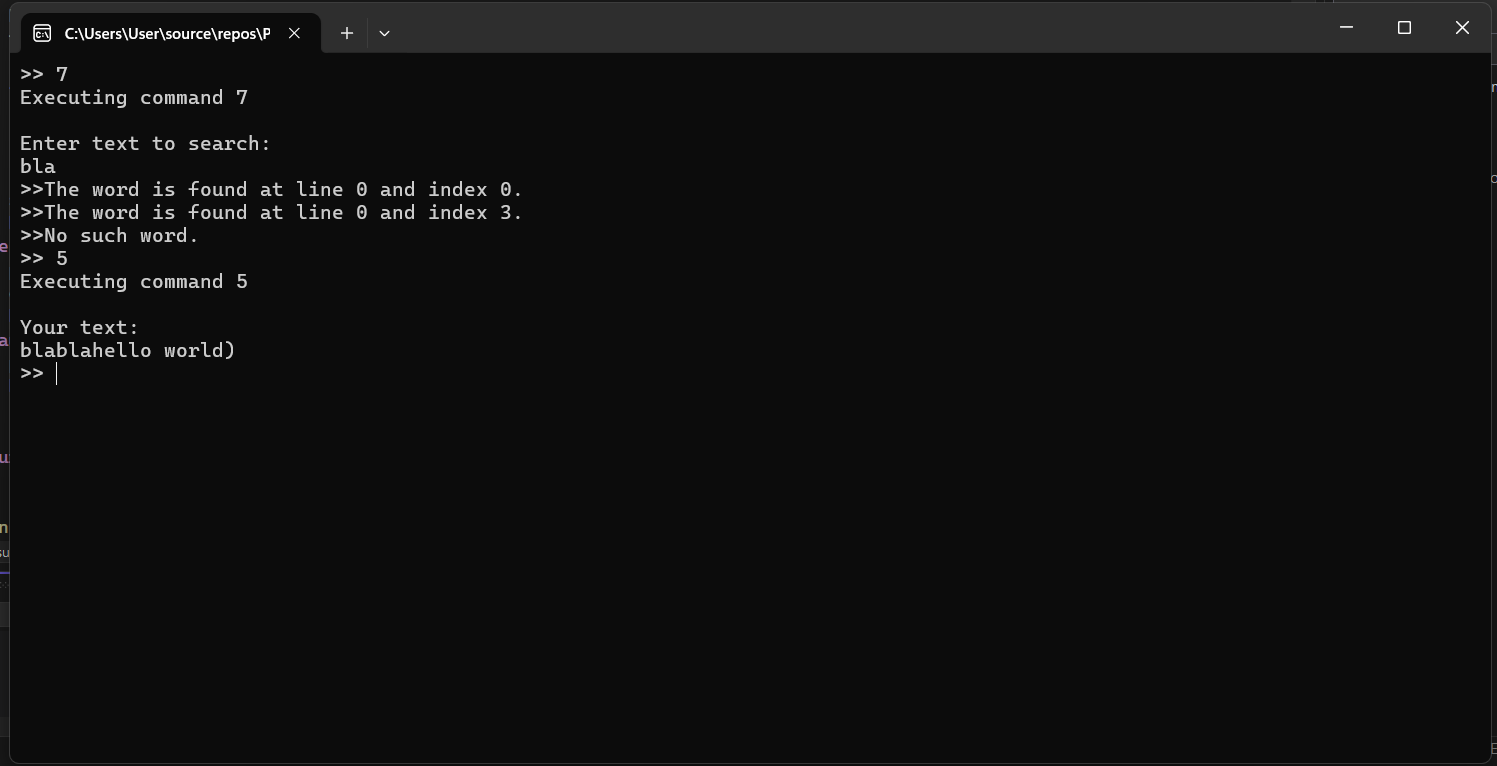 C:\Users\User\source\repos\P
>> 7
Executing command 7
Enter text to search:
bla
>>The word is found at line 0 and index 0.
>>The word is found at line 0 and index 3.
>>No such word.
>> 5
Executing command 5
Your text:
blablahello world)
>>